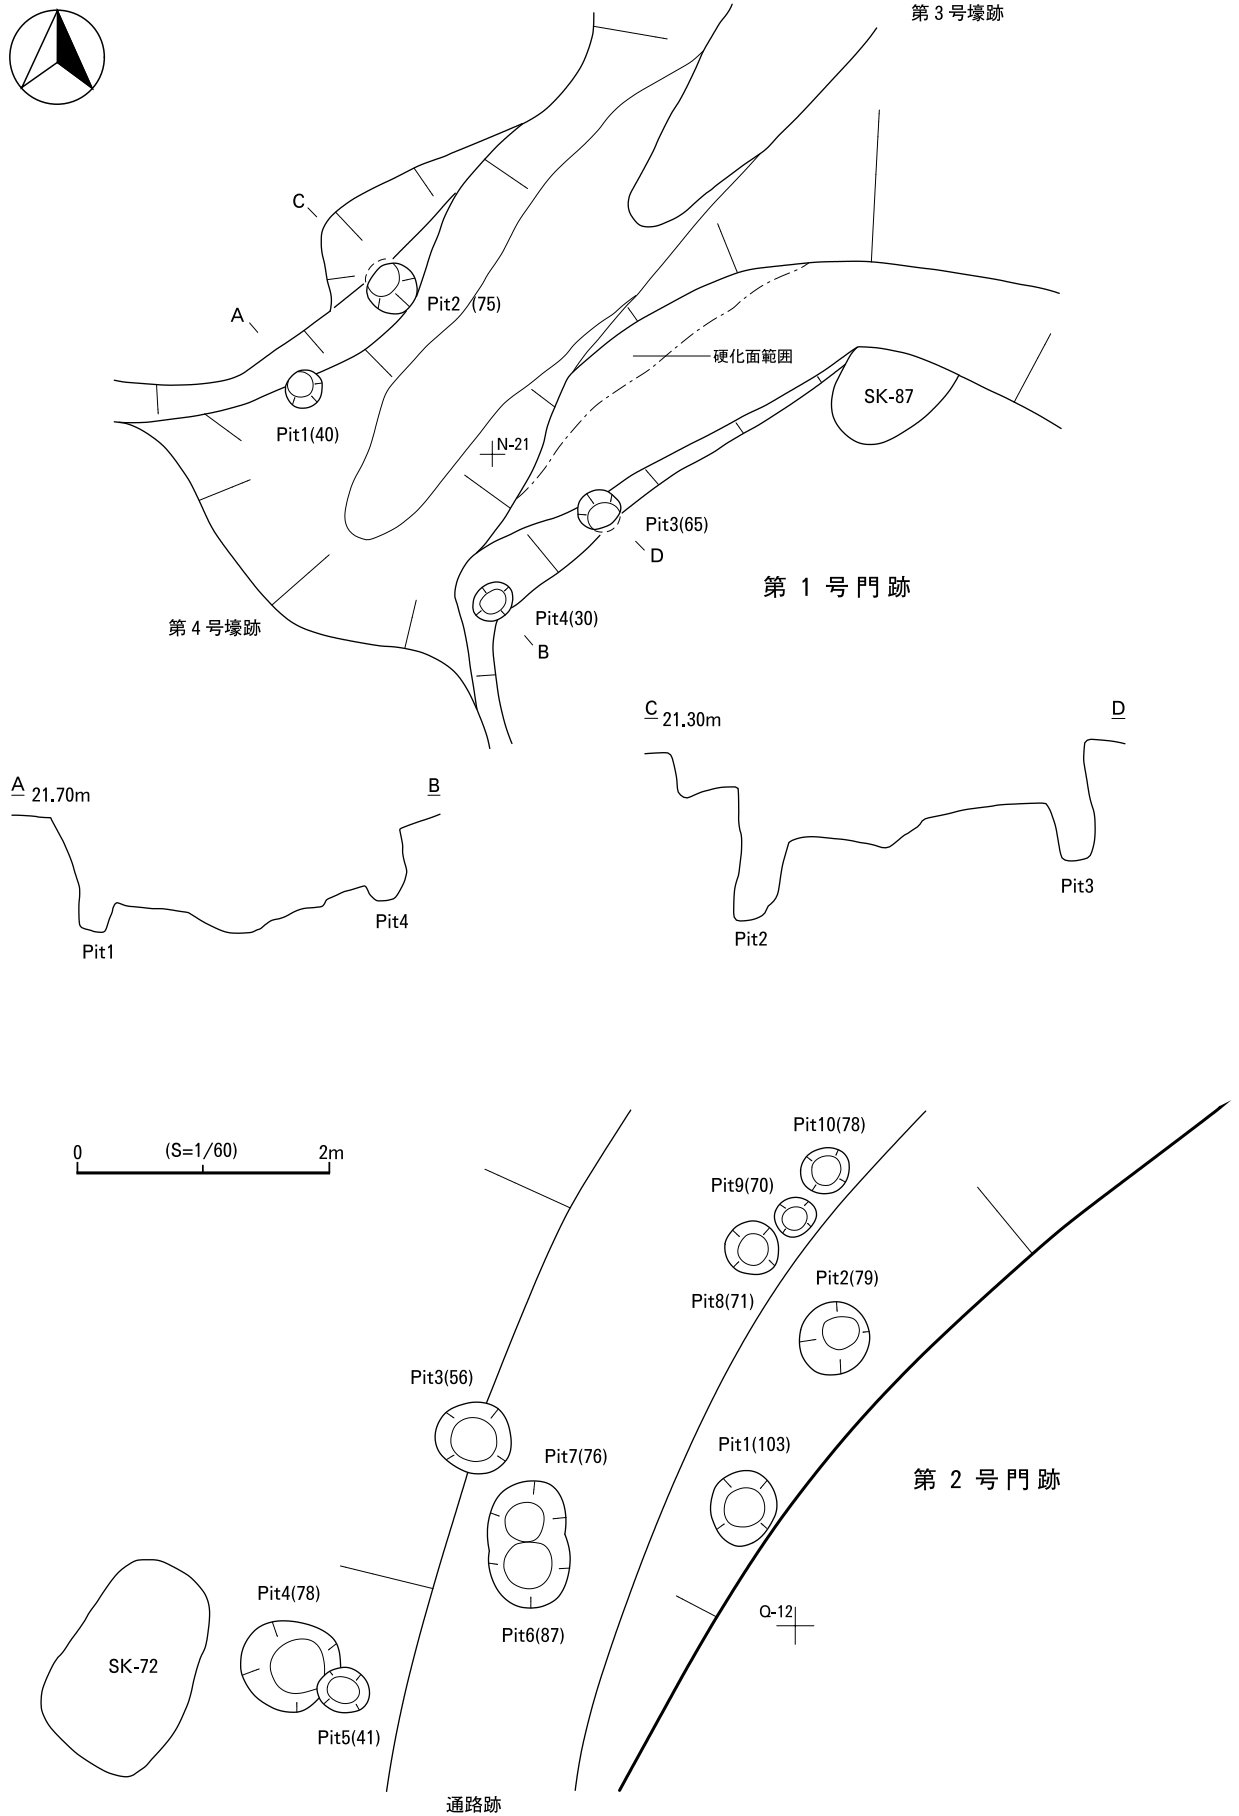 第3号壕跡
C
Pit2 (75)
A
硬化面範囲
SK-87
Pit1(40)
N-21
Pit3(65)
D
第 1 号門跡
Pit4(30)
第4号壕跡
B
C 21.30m
D
A 21.70m
B
Pit3
Pit4
Pit2
Pit1
0 (S=1/60) 2m
Pit10(78)
Pit9(70)
Pit2(79)
Pit8(71)
Pit3(56)
Pit1(103)
Pit7(76)
第 2 号門跡
Pit4(78)
Q-12
Pit6(87)
SK-72
Pit5(41)
通路跡